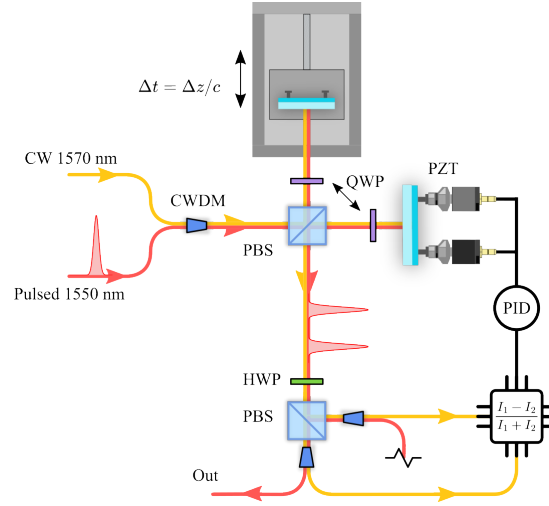 Δt = Δz/c
CW 1570 nm
CWDM
QWP
PZT
PBS
Pulsed 1550 nm
PID
HWP
PBS
I₁ − I₂
I₁ + I₂
Out